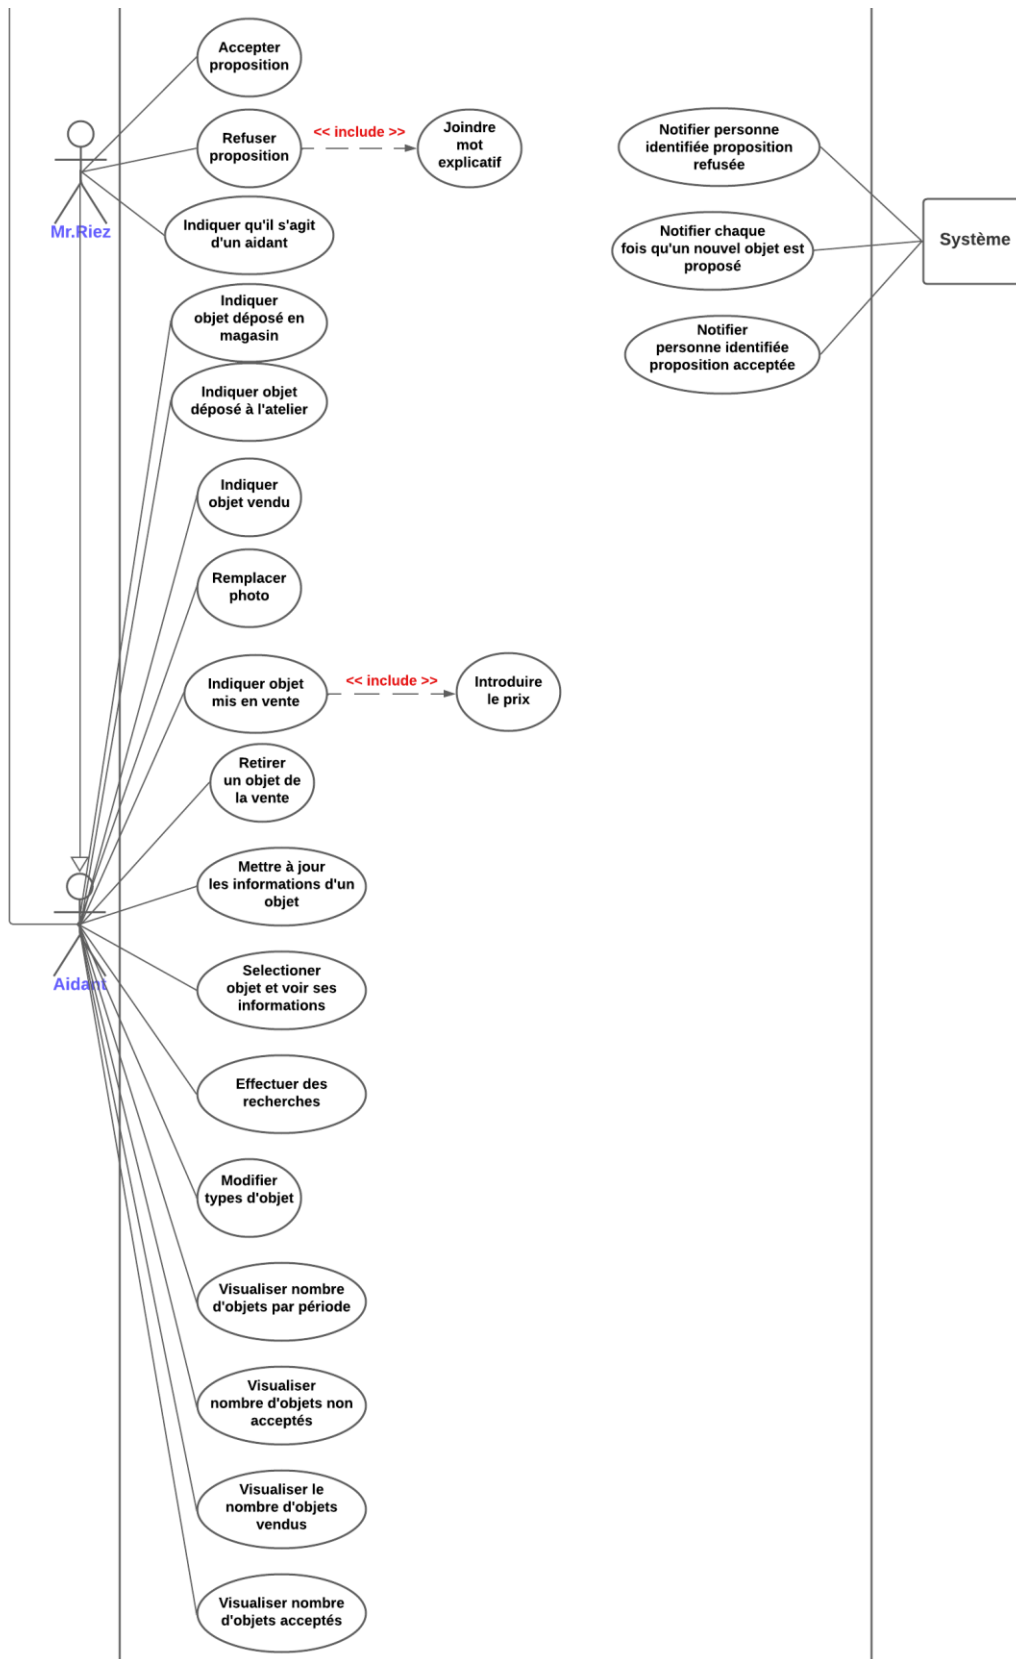 Accepter
proposition
Refuser
proposition
<< include >>
Joindre
mot
explicatif
Mr.Riez
Indiquer qu'il s'agit
d'un aidant
Indiquer
objet déposé en
magasin
Indiquer objet
déposé à l'atelier
Indiquer
objet vendu
Remplacer
photo
Indiquer objet
mis en vente
<< include >>
Introduire
le prix
Retirer
un objet de
la vente
Mettre à jour
les informations d'un
objet
Aidant
Selectioner
objet et voir ses
informations
Effectuer des
recherches
Modifier
types d'objet
Visualiser nombre
d'objets par période
Visualiser
nombre d'objets non
acceptés
Visualiser le
nombre d'objets
vendus
Visualiser nombre
d'objets acceptés
Notifier personne
identifiée proposition
refusée
Notifier chaque
fois qu'un nouvel objet est
proposé
Notifier
personne identifiée
proposition acceptée
Système